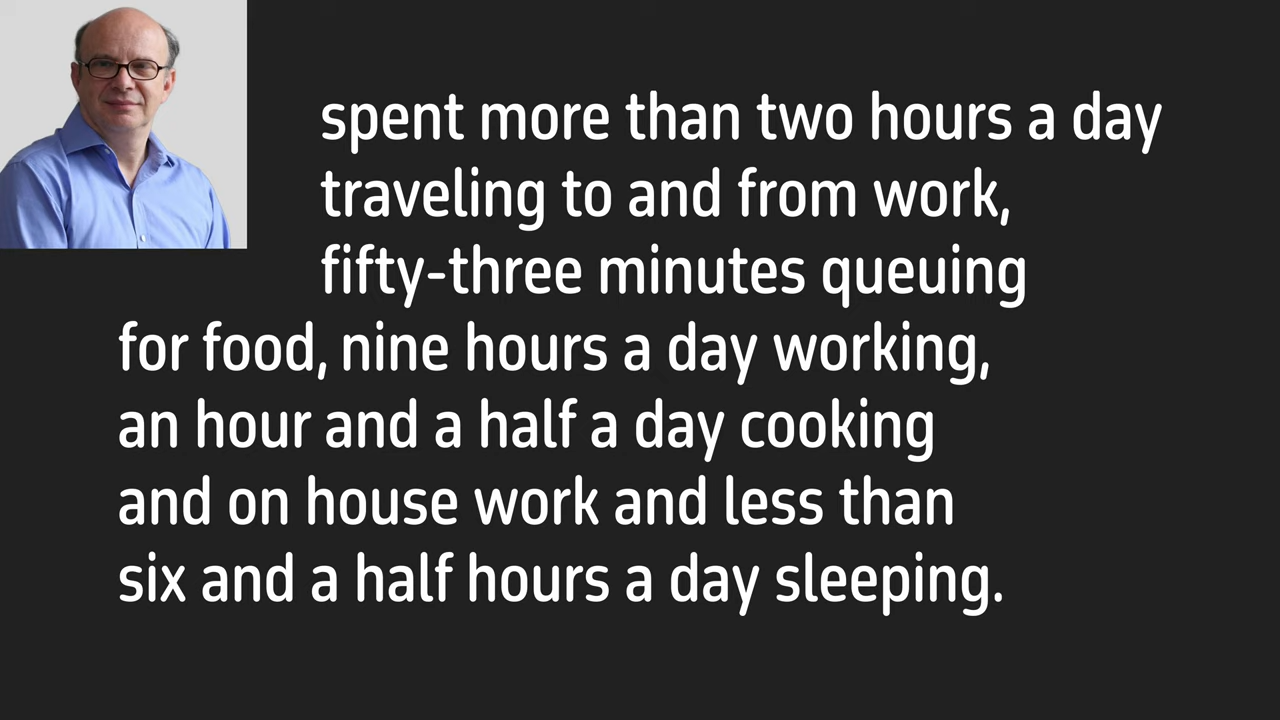 spent more than two hours a day
traveling to and from work,
fifty-three minutes queuing
for food, nine hours a day working,
an hour and a half a day cooking
and on house work and less than
six and a half hours a day sleeping.